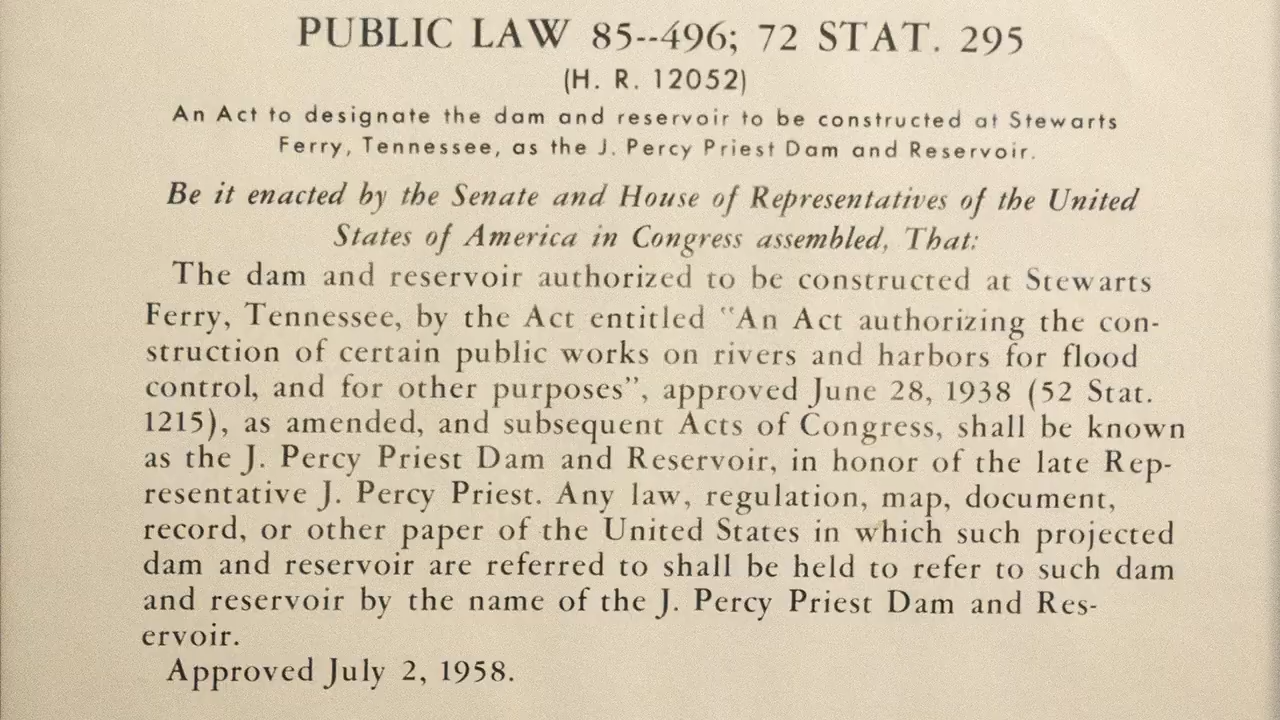 PUBLIC LAW 85--496; 72 STAT. 295
(H. R. 12052)
An Act to designate the dam and reservoir to be constructed at Stewarts
Ferry, Tennessee, as the J. Percy Priest Dam and Reservoir.
Be it enacted by the Senate and House of Representatives of the United
States of America in Congress assembled, That:
The dam and reservoir authorized to be constructed at Stewarts
Ferry, Tennessee, by the Act entitled "An Act authorizing the con-
struction of certain public works on rivers and harbors for flood
control, and for other purposes", approved June 28, 1938 (52 Stat.
1215), as amended, and subsequent Acts of Congress, shall be known
as the J. Percy Priest Dam and Reservoir, in honor of the late Rep-
resentative J. Percy Priest. Any law, regulation, map, document,
record, or other paper of the United States in which such projected
dam and reservoir are referred to shall be held to refer to such dam
and reservoir by the name of the J. Percy Priest Dam and Res-
ervoir.
Approved July 2, 1958.